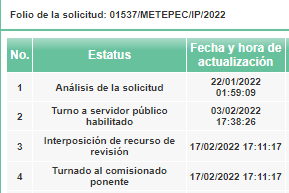 Folio de la solicitud: 01537/METEPEC/IP/2022
No. Estatus Fecha y hora de actualización
1 Análisis de la solicitud 22/01/2022 01:59:09
2 Turno a servidor público habilitado 03/02/2022 17:38:26
3 Interposición de recurso de revisión 17/02/2022 17:11:17
4 Turnado al comisionado ponente 17/02/2022 17:11:17